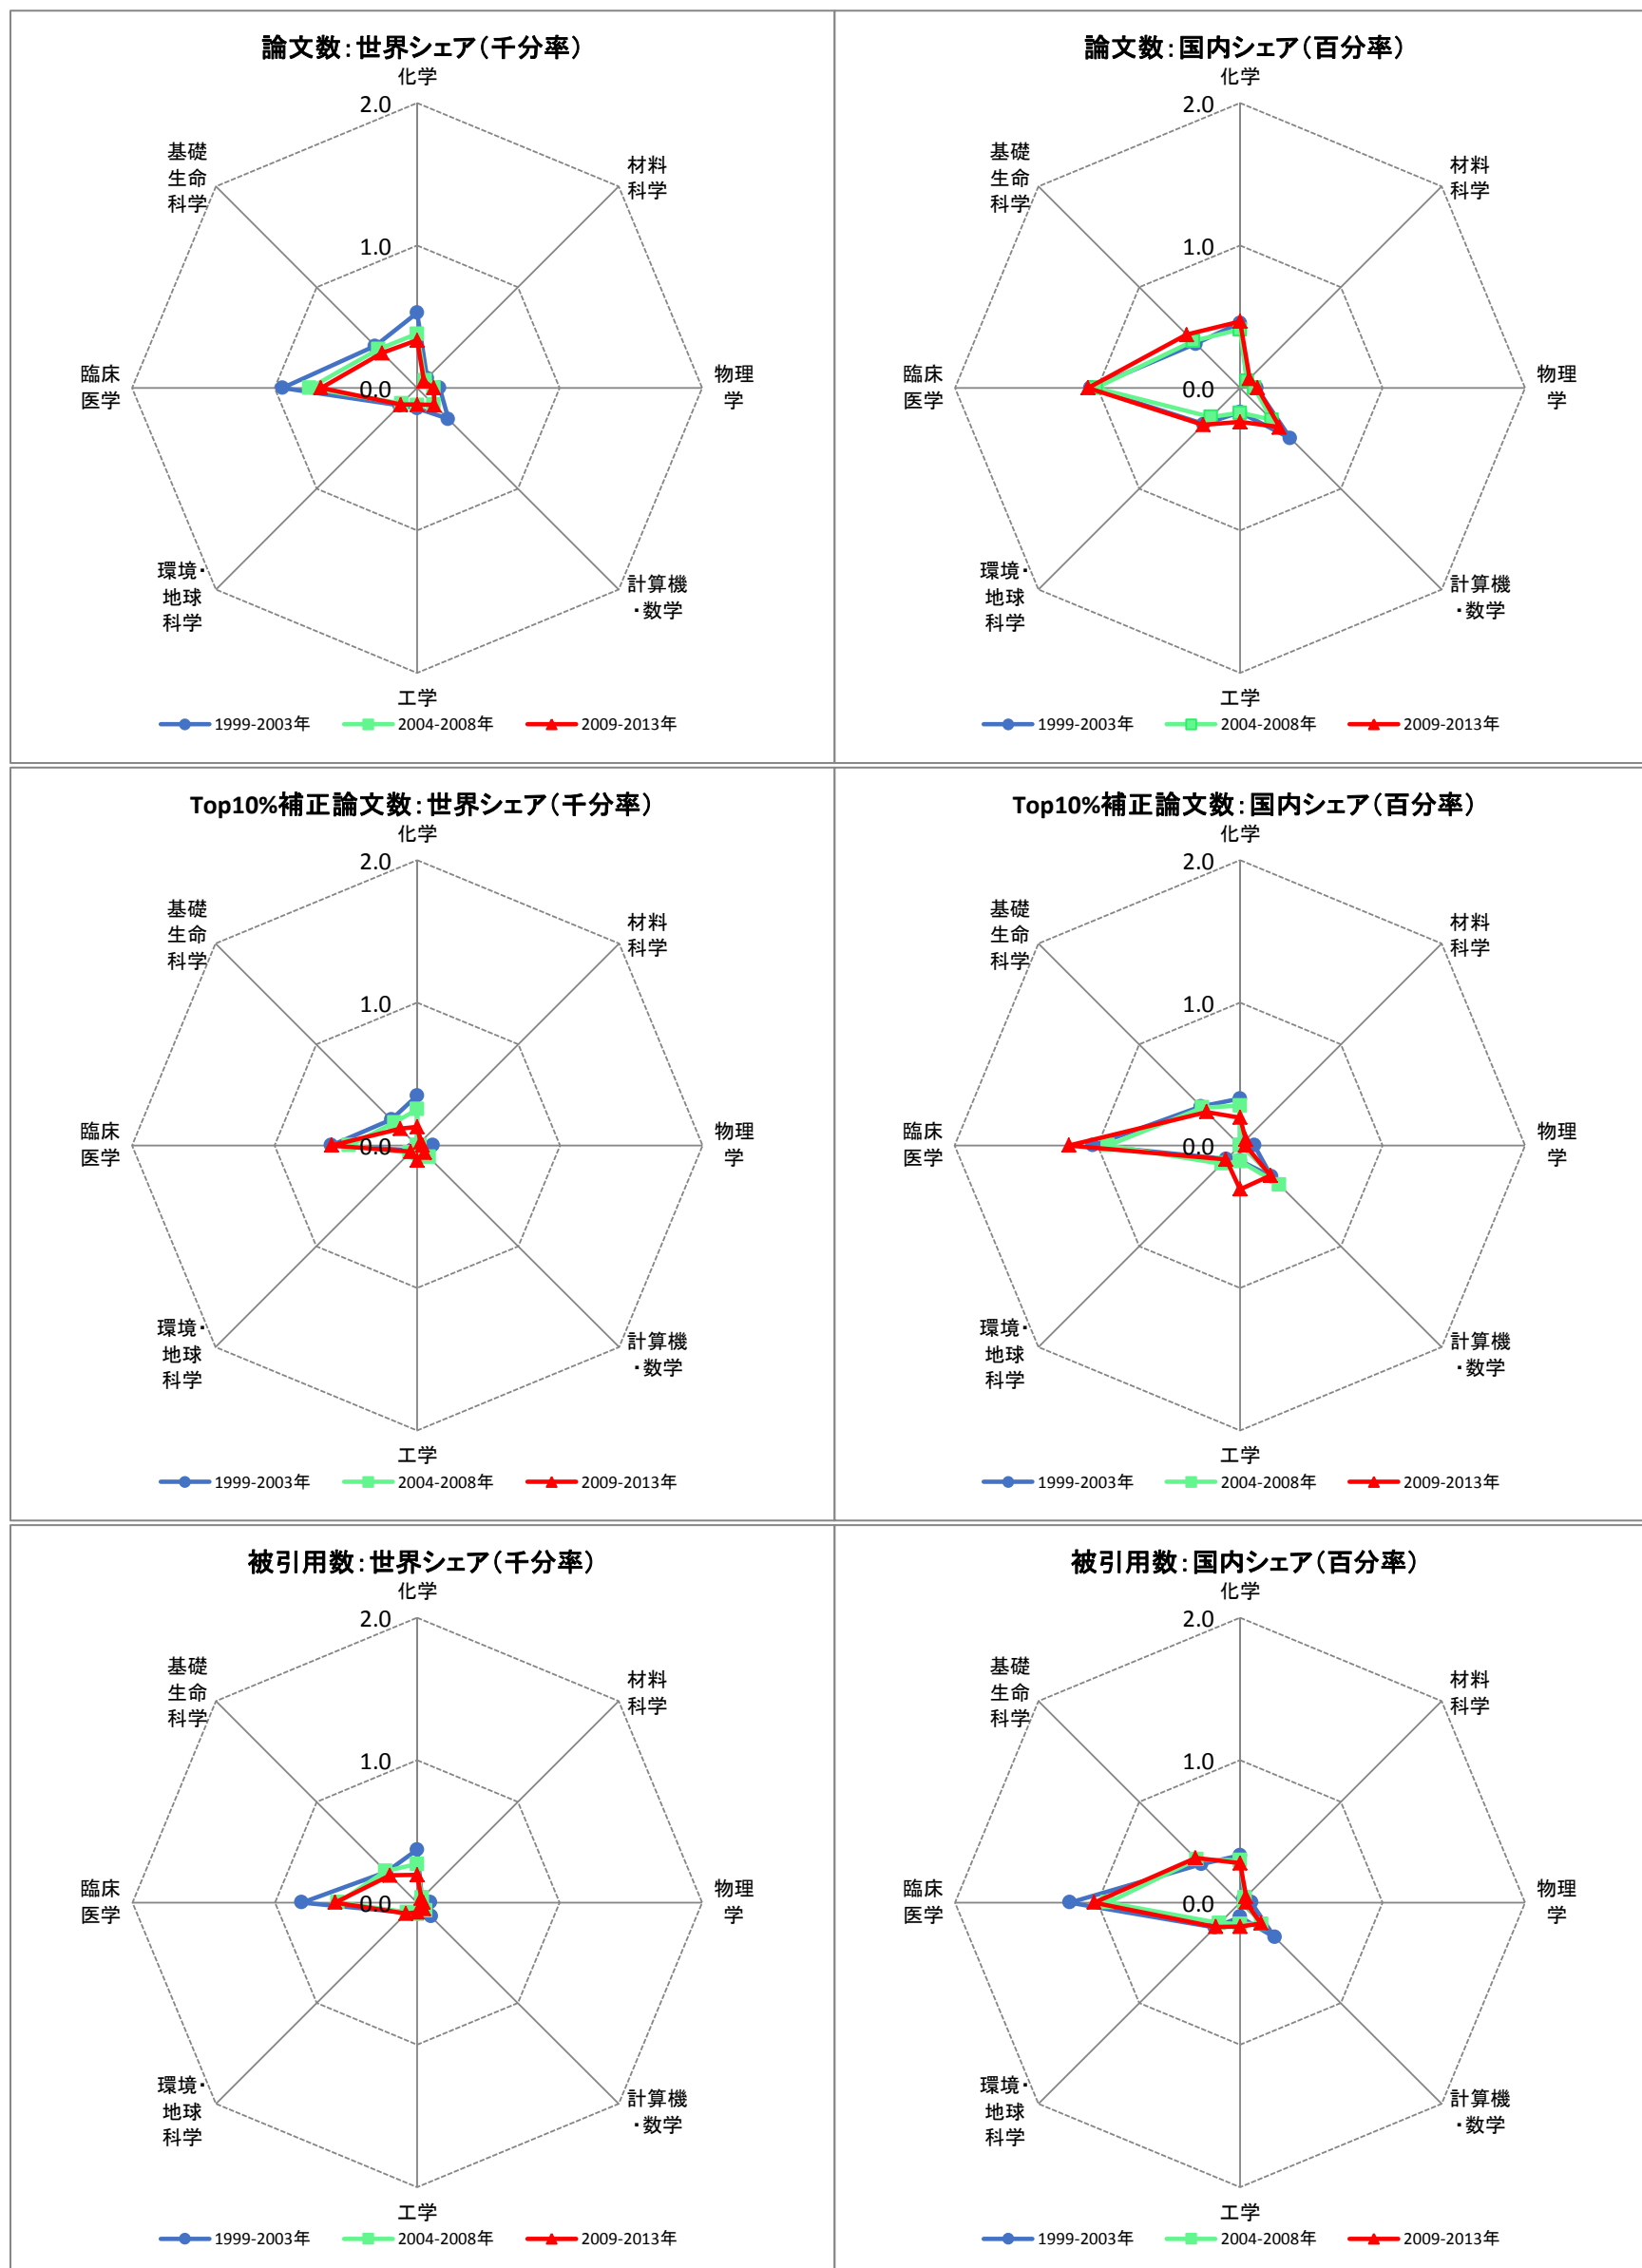 論文数：世界シェア（千分率）
化学
2.0
基礎
生命
科学
材料
科学
1.0
臨床
医学
0.0
物理
学
環境・
地球
科学
計算機
・数学
工学
1999-2003年 2004-2008年 2009-2013年
論文数：国内シェア（百分率）
化学
2.0
基礎
生命
科学
材料
科学
1.0
臨床
医学
0.0
物理
学
環境・
地球
科学
計算機
・数学
工学
1999-2003年 2004-2008年 2009-2013年
Top10%補正論文数：世界シェア（千分率）
化学
2.0
基礎
生命
科学
材料
科学
1.0
臨床
医学
0.0
物理
学
環境・
地球
科学
計算機
・数学
工学
1999-2003年 2004-2008年 2009-2013年
Top10%補正論文数：国内シェア（百分率）
化学
2.0
基礎
生命
科学
材料
科学
1.0
臨床
医学
0.0
物理
学
環境・
地球
科学
計算機
・数学
工学
1999-2003年 2004-2008年 2009-2013年
被引用数：世界シェア（千分率）
化学
2.0
基礎
生命
科学
材料
科学
1.0
臨床
医学
0.0
物理
学
環境・
地球
科学
計算機
・数学
工学
1999-2003年 2004-2008年 2009-2013年
被引用数：国内シェア（百分率）
化学
2.0
基礎
生命
科学
材料
科学
1.0
臨床
医学
0.0
物理
学
環境・
地球
科学
計算機
・数学
工学
1999-2003年 2004-2008年 2009-2013年